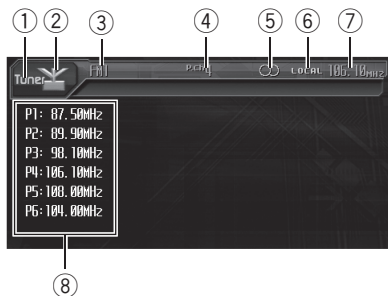 ① ② ③ ④ ⑤ ⑥ ⑦
Tuner FM1 P.CH 4 LOCAL 106.10MHz
P1: 87.50MHz
P2: 89.90MHz
P3: 98.10MHz
P4: 106.10MHz
P5: 108.00MHz
P6: 104.00MHz
⑧